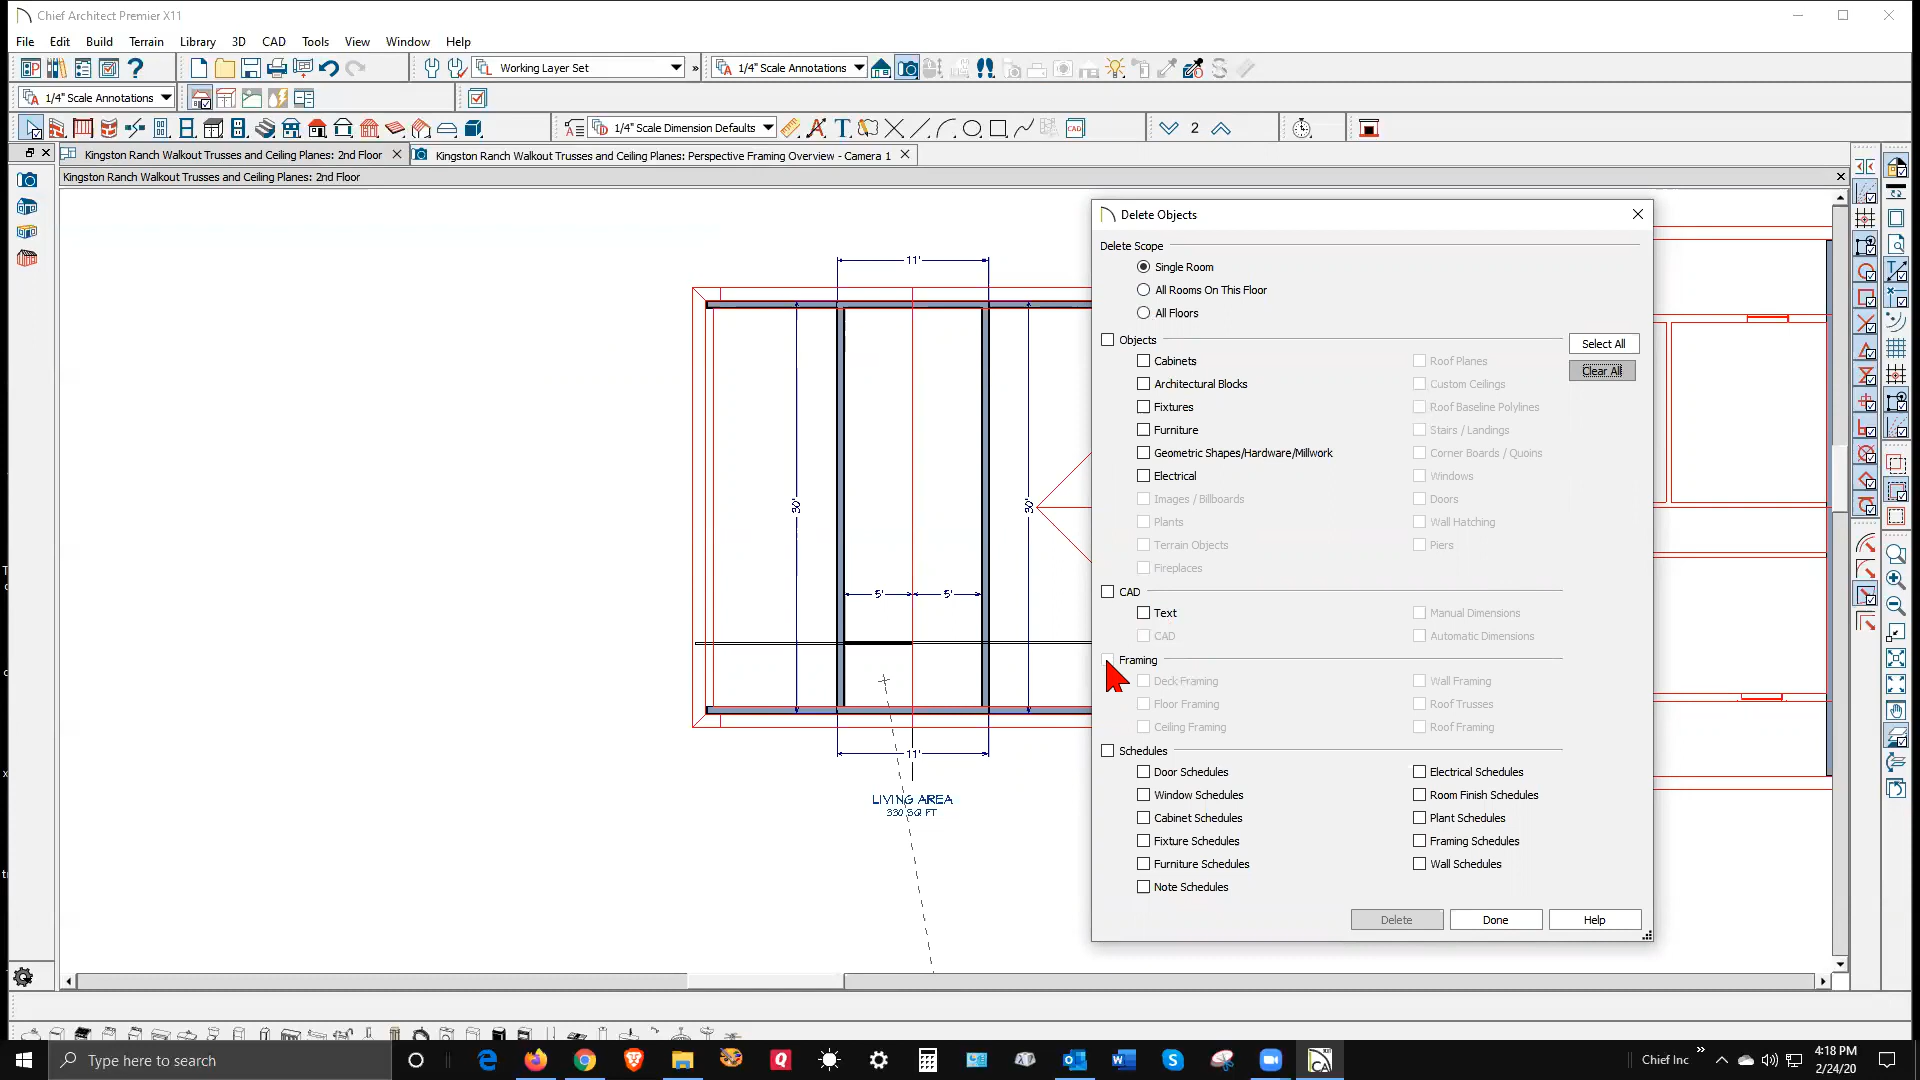 Chief Architect Premier X11
File Edit Build Terrain Library 3D CAD Tools View Window Help
Working Layer Set
»
1/4" Scale Annotations
1/4" Scale Annotations
1/4" Scale Dimension Defaults
2
Kingston Ranch Walkout Trusses and Ceiling Planes: 2nd Floor
Kingston Ranch Walkout Trusses and Ceiling Planes: Perspective Framing Overview - Camera 1
Kingston Ranch Walkout Trusses and Ceiling Planes: 2nd Floor
11'
30'
30'
5'
5'
11'
LIVING AREA
330 SQ FT
Delete Objects
Delete Scope
Single Room
All Rooms On This Floor
All Floors
Objects
Select All
Clear All
Cabinets
Roof Planes
Architectural Blocks
Custom Ceilings
Fixtures
Roof Baseline Polylines
Furniture
Stairs / Landings
Geometric Shapes/Hardware/Millwork
Corner Boards / Quoins
Electrical
Windows
Images / Billboards
Doors
Plants
Wall Hatching
Terrain Objects
Piers
Fireplaces
CAD
Text
Manual Dimensions
CAD
Automatic Dimensions
Framing
Deck Framing
Wall Framing
Floor Framing
Roof Trusses
Ceiling Framing
Roof Framing
Schedules
Door Schedules
Electrical Schedules
Window Schedules
Room Finish Schedules
Cabinet Schedules
Plant Schedules
Fixture Schedules
Framing Schedules
Furniture Schedules
Wall Schedules
Note Schedules
Delete
Done
Help
Type here to search
Chief Inc
»
4:18 PM
2/24/20